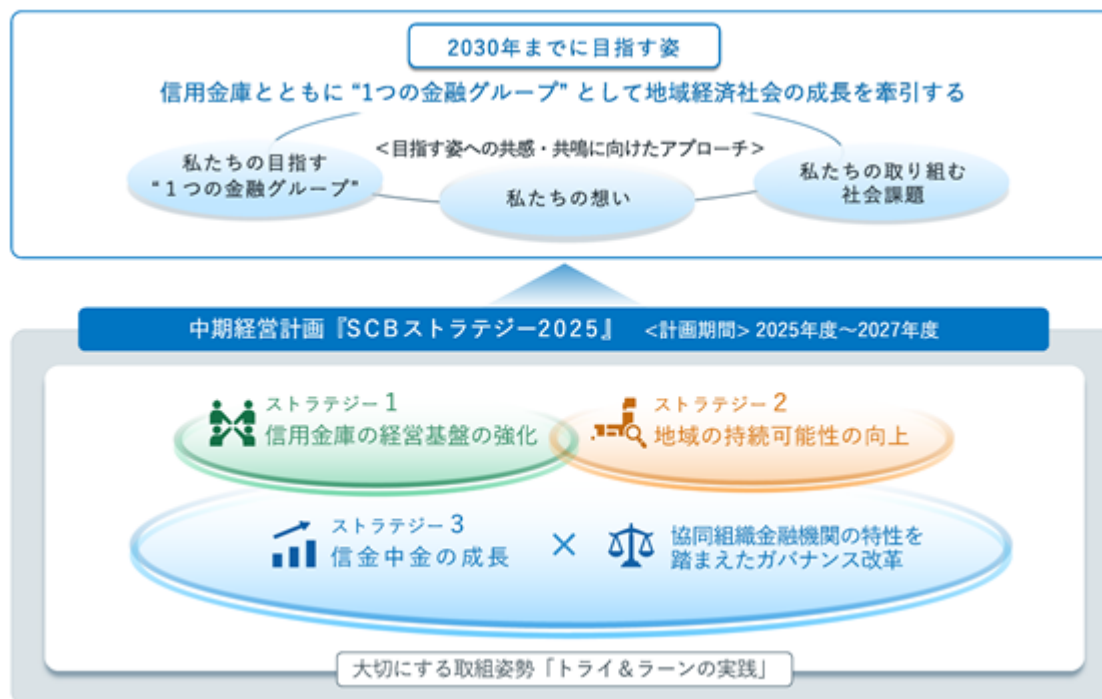 2030年までに目指す姿
信用金庫とともに “1つの金融グループ” として地域経済社会の成長を牽引する
<目指す姿への共感・共鳴に向けたアプローチ>
私たちの目指す
“1つの金融グループ”
私たちの想い
私たちの取り組む
社会課題
中期経営計画『SCBストラテジー2025』 <計画期間> 2025年度～2027年度
ストラテジー 1
信用金庫の経営基盤の強化
ストラテジー 2
地域の持続可能性の向上
ストラテジー 3
信金中金の成長
×
協同組織金融機関の特性を
踏まえたガバナンス改革
大切にする取組姿勢「トライ＆ラーンの実践」